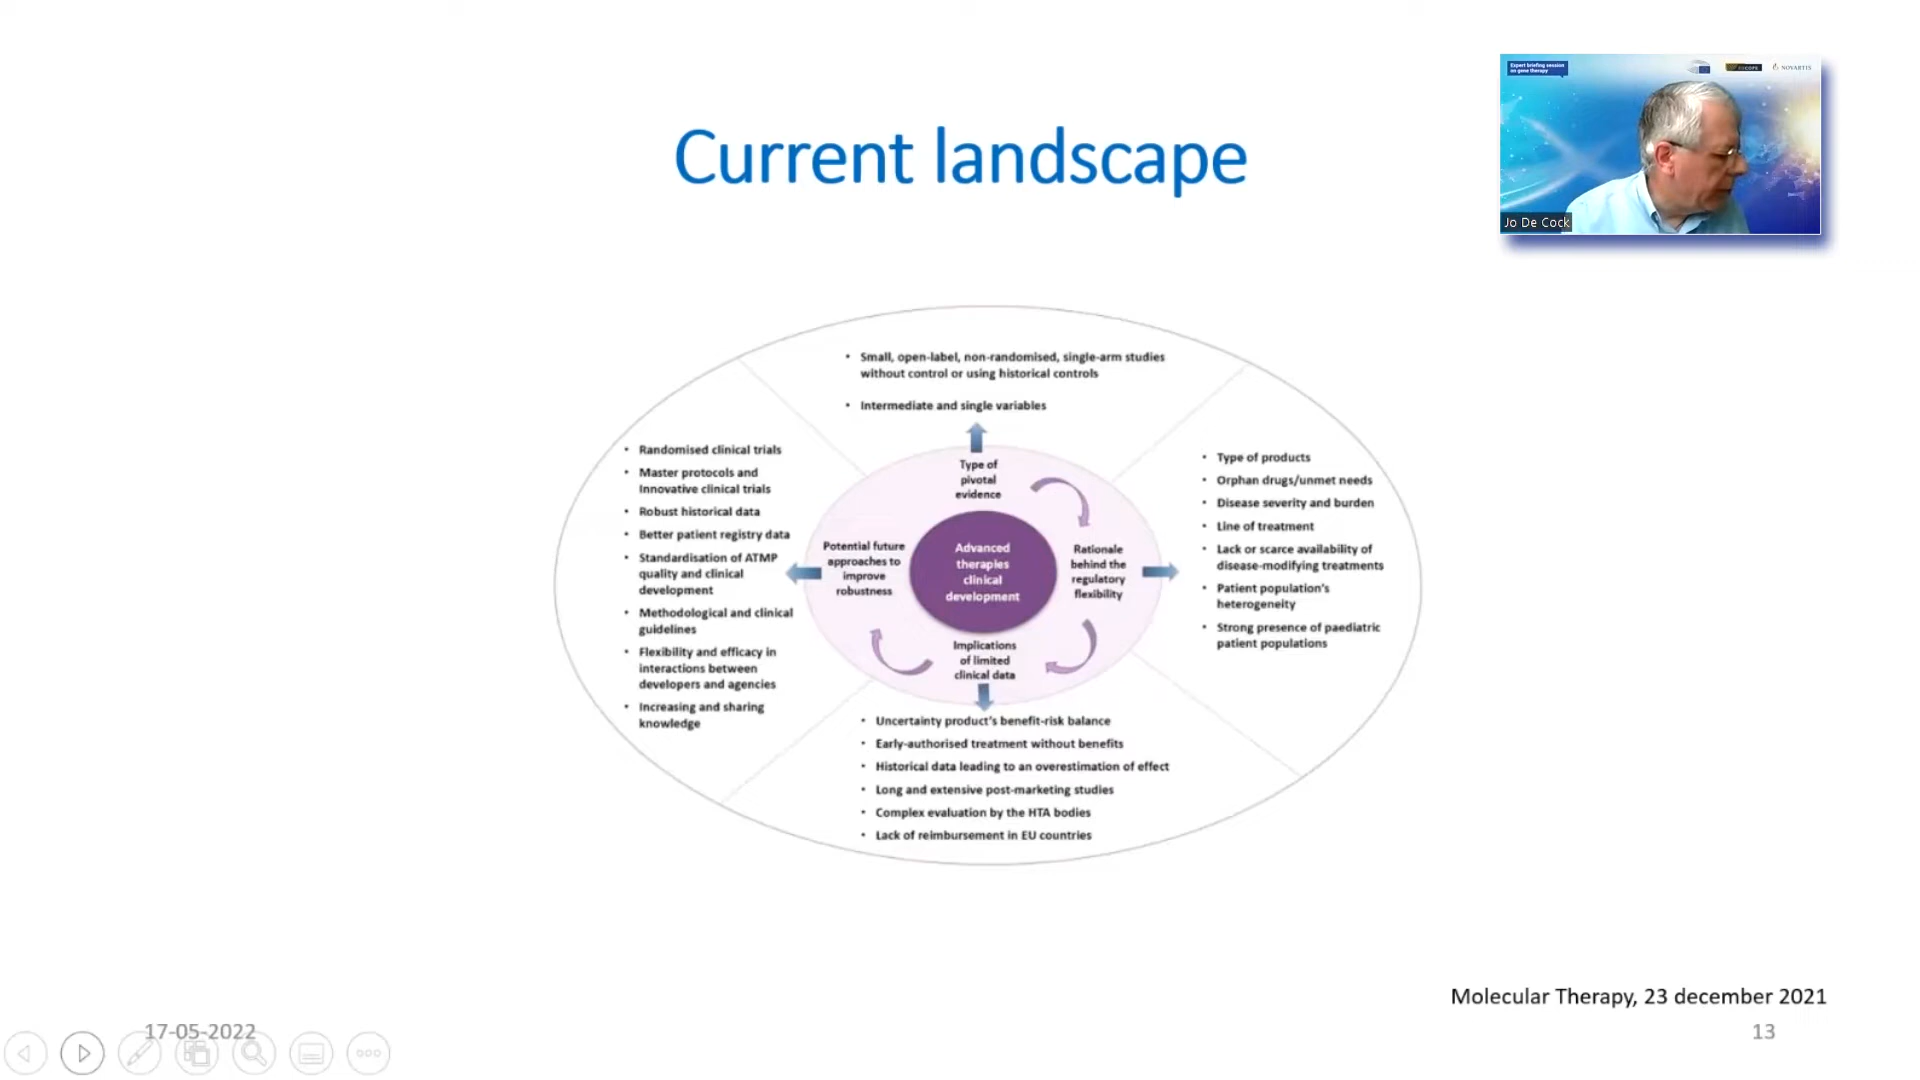 Current landscape
Expert briefing session
on gene therapy
NOVARTIS
Jo De Cock
• Small, open-label, non-randomised, single-arm studies
without control or using historical controls
• Intermediate and single variables
• Randomised clinical trials
• Master protocols and
Innovative clinical trials
• Robust historical data
• Better patient registry data
• Standardisation of ATMP
quality and clinical
development
• Methodological and clinical
guidelines
• Flexibility and efficacy in
interactions between
developers and agencies
• Increasing and sharing
knowledge
Type of
pivotal
evidence
Potential future
approaches to
improve
robustness
Advanced
therapies
clinical
development
Rationale
behind the
regulatory
flexibility
Implications
of limited
clinical data
• Type of products
• Orphan drugs/unmet needs
• Disease severity and burden
• Line of treatment
• Lack or scarce availability of
disease-modifying treatments
• Patient population's
heterogeneity
• Strong presence of paediatric
patient populations
• Uncertainty product's benefit-risk balance
• Early-authorised treatment without benefits
• Historical data leading to an overestimation of effect
• Long and extensive post-marketing studies
• Complex evaluation by the HTA bodies
• Lack of reimbursement in EU countries
Molecular Therapy, 23 december 2021
17-05-2022
13